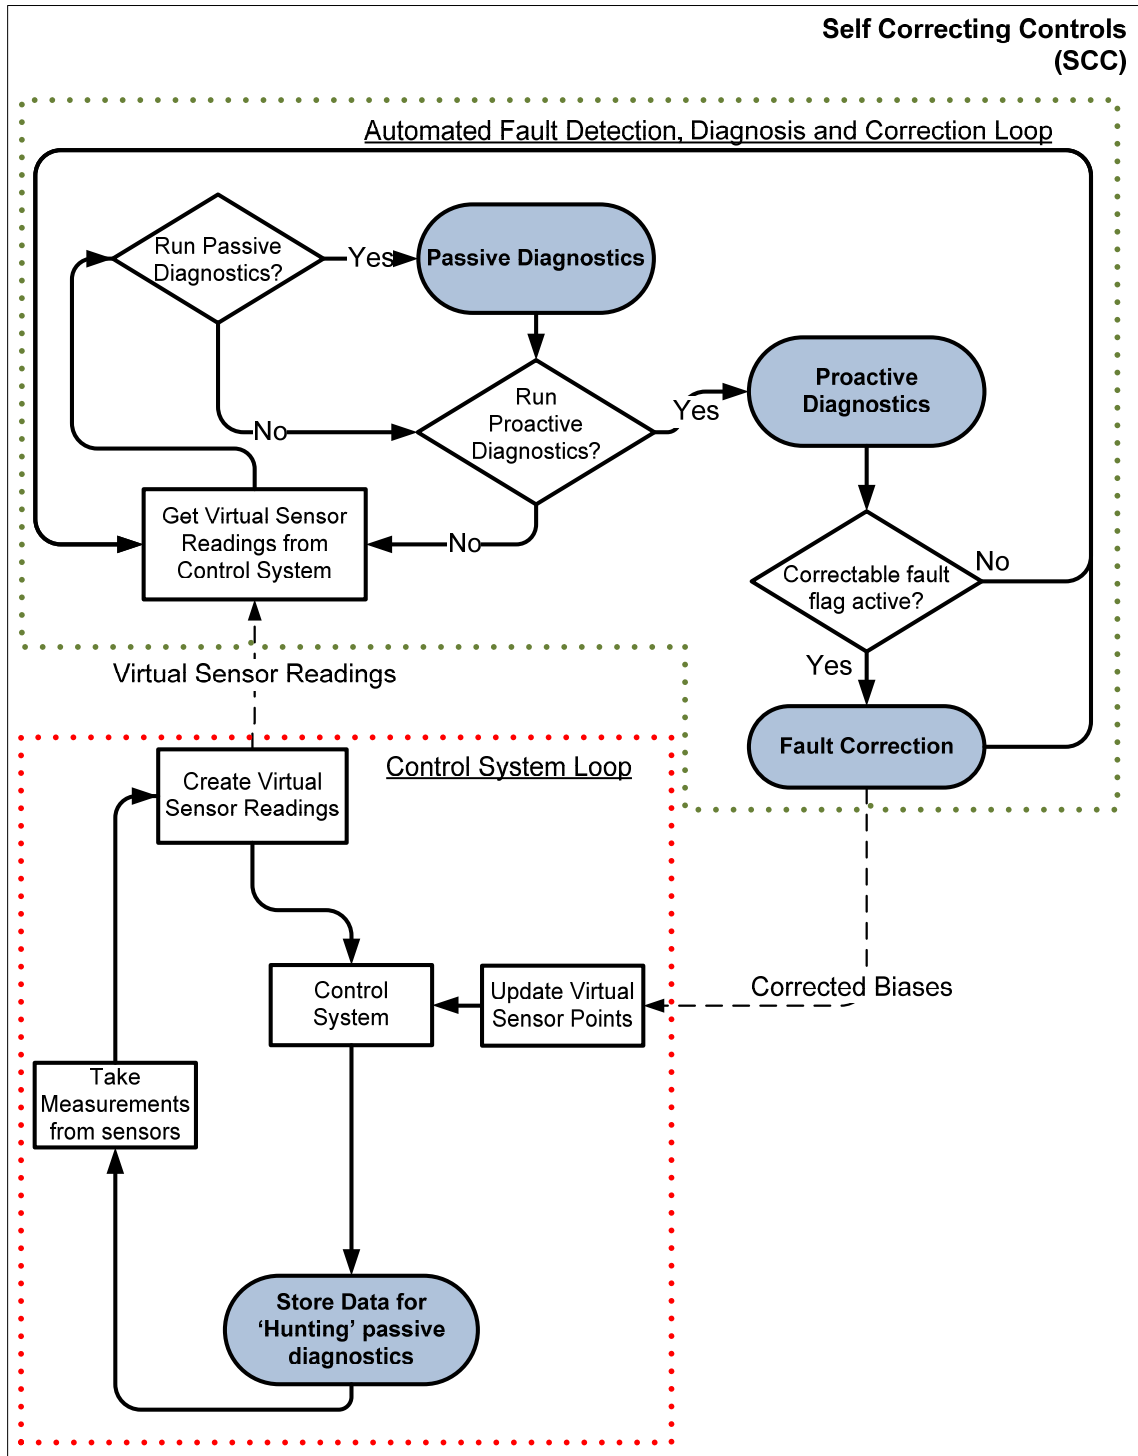 Self Correcting Controls
(SCC)
Automated Fault Detection, Diagnosis and Correction Loop
Run Passive
Diagnostics?
Yes
Passive Diagnostics
No
Run
Proactive
Diagnostics?
Yes
Proactive
Diagnostics
Get Virtual Sensor
Readings from
Control System
No
Correctable fault
flag active?
No
Yes
Virtual Sensor Readings
Fault Correction
Control System Loop
Create Virtual
Sensor Readings
Control
System
Update Virtual
Sensor Points
Corrected Biases
Take
Measurements
from sensors
Store Data for
‘Hunting’ passive
diagnostics